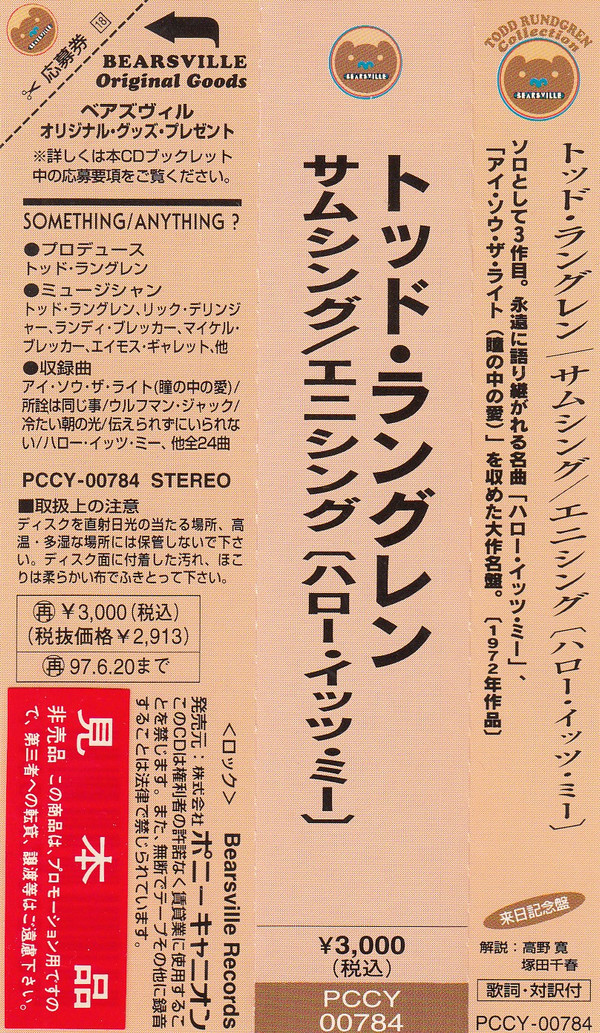 18
応募券
BEARSVILLE
BEARSVILLE
Original Goods
ベアズヴィル
オリジナル・グッズ・プレゼント
※詳しくは本CDブックレット
中の応募要項をご覧ください。
SOMETHING/ANYTHING ?
●プロデュース
トッド・ラングレン
●ミュージシャン
トッド・ラングレン、リック・デリンジ
ャー、ランディ・ブレッカー、マイケル・
ブレッカー、エイモス・ギャレット、他
●収録曲
アイ・ソウ・ザ・ライト(瞳の中の愛)/
所詮は同じ事/ウルフマン・ジャック/
冷たい朝の光/伝えられずにいられな
い/ハロー・イッツ・ミー、他全24曲
PCCY-00784 STEREO
■取扱上の注意
ディスクを直射日光の当たる場所、高
温・多湿な場所には保管しないで下さ
い。ディスク面に付着した汚れ、ほこ
りは柔らかい布でふきとって下さい。
再 ¥3,000(税込)
(税抜価格¥2,913)
再 97.6.20まで
<ロック> Bearsville Records
発売元:株式会社 ポニーキャニオン
このCDは権利者の許諾なく賃貸業に使用するこ
とを禁じます。また、無断でテープその他に録音
することは法律で禁じられています。
見本品
非売品 この商品は、プロモーション用ですの
で、第三者への転貸、譲渡等はご遠慮下さい。
BEARSVILLE
トッド・ラングレン
サムシング/エニシング〔ハロー・イッツ・ミー〕
¥3,000
(税込)
PCCY
00784
TODD RUNDGREN
Collection
BEARSVILLE
トッド・ラングレン/サムシング/エニシング〔ハロー・イッツ・ミー〕
ソロとして3作目。永遠に語り継がれる名曲「ハロー・イッツ・ミー」、
「アイ・ソウ・ザ・ライト(瞳の中の愛)」を収めた大作名盤。〔1972年作品〕
来日記念盤
解説:高野 寛
塚田千春
歌詞・対訳付
PCCY-00784